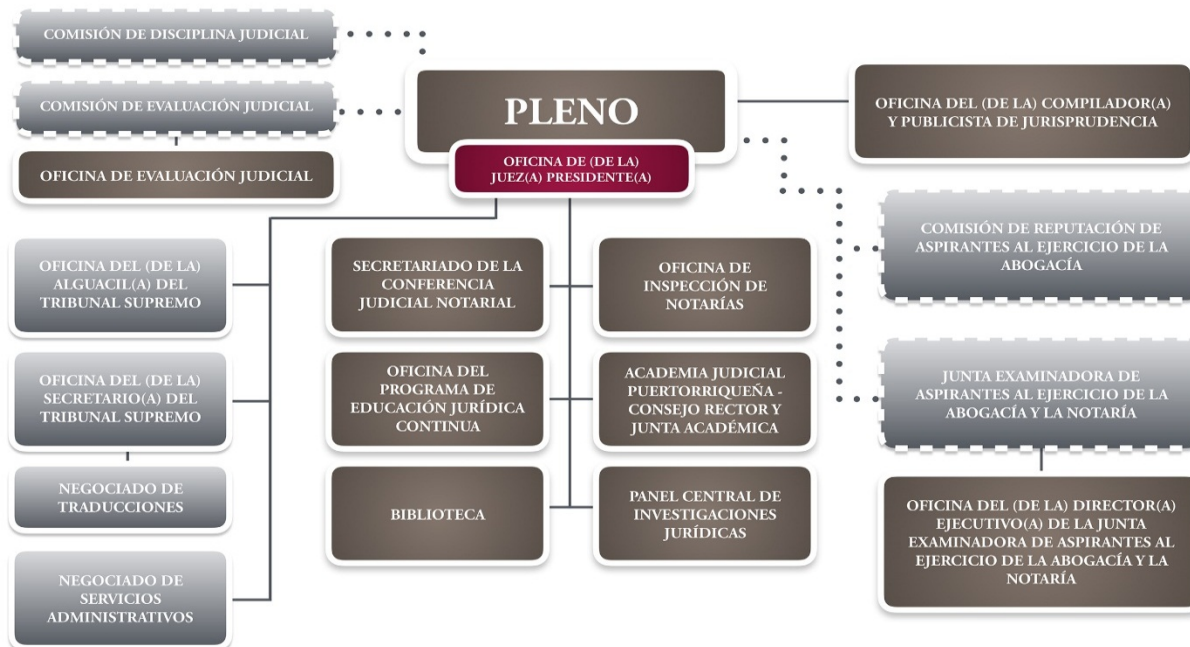 COMISIÓN DE DISCIPLINA JUDICIAL
COMISIÓN DE EVALUACIÓN JUDICIAL
OFICINA DE EVALUACIÓN JUDICIAL
PLENO
OFICINA DE (DE LA)
JUEZ(A) PRESIDENTE(A)
OFICINA DEL (DE LA) COMPILADOR(A)
Y PUBLICISTA DE JURISPRUDENCIA
OFICINA DEL (DE LA)
ALGUACIL(A) DEL
TRIBUNAL SUPREMO
OFICINA DEL (DE LA)
SECRETARIO(A) DEL
TRIBUNAL SUPREMO
NEGOCIADO DE
TRADUCCIONES
NEGOCIADO DE
SERVICIOS
ADMINISTRATIVOS
SECRETARIADO DE LA
CONFERENCIA
JUDICIAL NOTARIAL
OFICINA DEL
PROGRAMA DE
EDUCACIÓN JURÍDICA
CONTINUA
BIBLIOTECA
OFICINA DE
INSPECCIÓN DE
NOTARÍAS
ACADEMIA JUDICIAL
PUERTORRIQUEÑA -
CONSEJO RECTOR Y
JUNTA ACADÉMICA
PANEL CENTRAL DE
INVESTIGACIONES
JURÍDICAS
COMISIÓN DE REPUTACIÓN DE
ASPIRANTES AL EJERCICIO DE LA
ABOGACÍA
JUNTA EXAMINADORA DE
ASPIRANTES AL EJERCICIO DE LA
ABOGACÍA Y LA NOTARÍA
OFICINA DEL (DE LA) DIRECTOR(A)
EJECUTIVO(A) DE LA JUNTA
EXAMINADORA DE ASPIRANTES AL
EJERCICIO DE LA ABOGACÍA Y LA
NOTARÍA